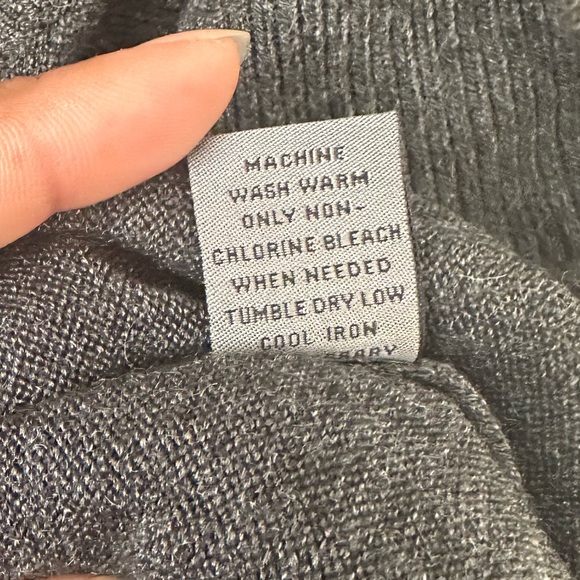 MACHINE
WASH WARM
ONLY NON-
CHLORINE BLEACH
WHEN NEEDED
TUMBLE DRY LOW
COOL IRON